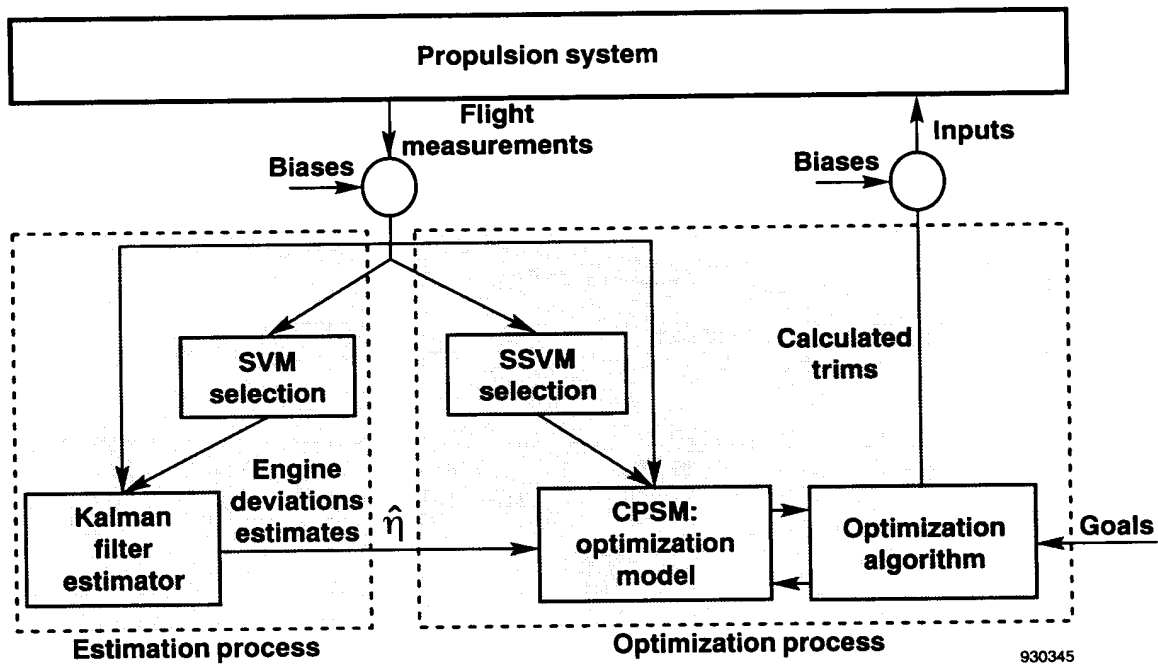 Propulsion system
Flight
measurements
Inputs
Biases
Biases
SVM
selection
SSVM
selection
Calculated
trims
Engine
deviations
estimates
η̂
Kalman
filter
estimator
CPSM:
optimization
model
Optimization
algorithm
Goals
Estimation process
Optimization process
930345